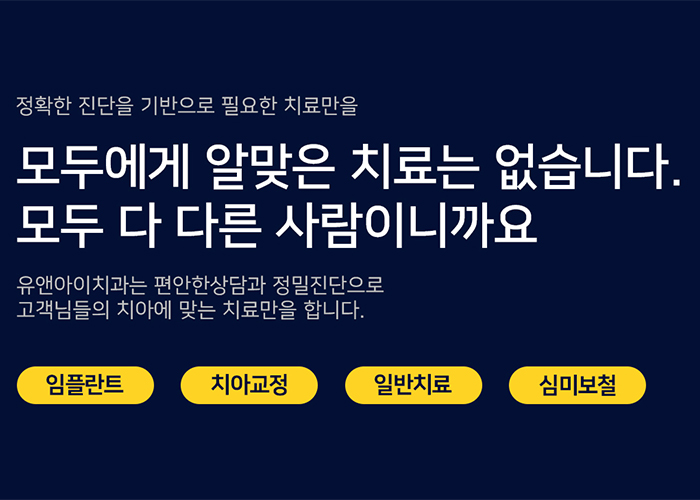 정확한 진단을 기반으로 필요한 치료만을
모두에게 알맞은 치료는 없습니다.
모두 다 다른 사람이니까요
유앤아이치과는 편안한상담과 정밀진단으로
고객님들의 치아에 맞는 치료만을 합니다.
임플란트 치아교정 일반치료 심미보철